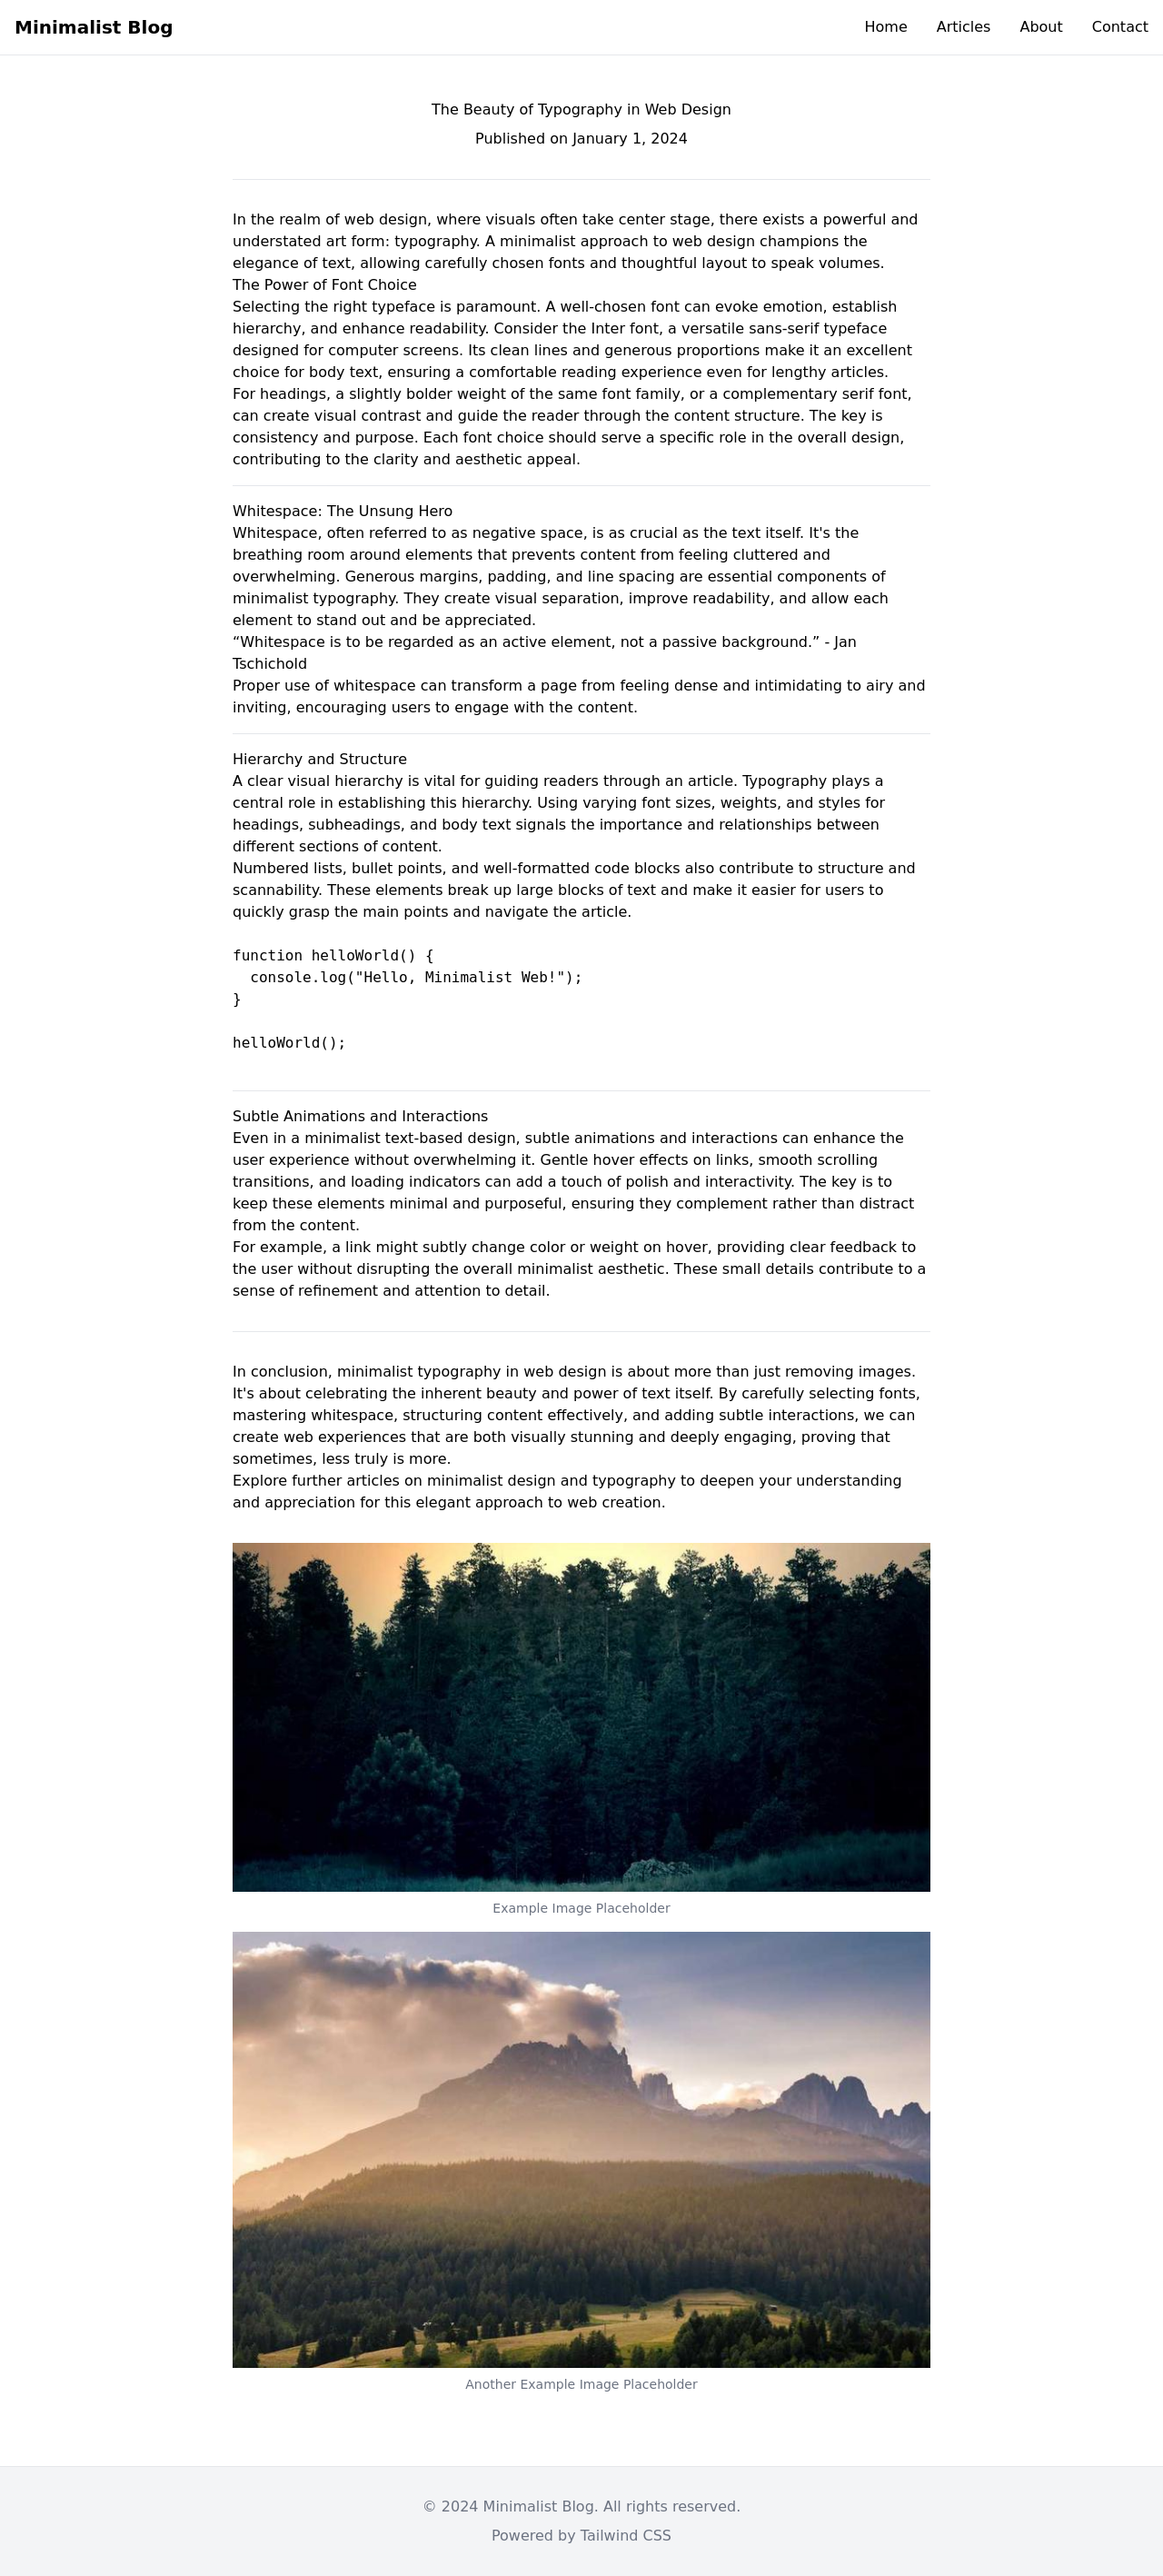 Minimalist Blog
Home Articles About Contact
The Beauty of Typography in Web Design
Published on January 1, 2024
In the realm of web design, where visuals often take center stage, there exists a powerful and
understated art form: typography. A minimalist approach to web design champions the
elegance of text, allowing carefully chosen fonts and thoughtful layout to speak volumes.
The Power of Font Choice
Selecting the right typeface is paramount. A well-chosen font can evoke emotion, establish
hierarchy, and enhance readability. Consider the Inter font, a versatile sans-serif typeface
designed for computer screens. Its clean lines and generous proportions make it an excellent
choice for body text, ensuring a comfortable reading experience even for lengthy articles.
For headings, a slightly bolder weight of the same font family, or a complementary serif font,
can create visual contrast and guide the reader through the content structure. The key is
consistency and purpose. Each font choice should serve a specific role in the overall design,
contributing to the clarity and aesthetic appeal.
Whitespace: The Unsung Hero
Whitespace, often referred to as negative space, is as crucial as the text itself. It's the
breathing room around elements that prevents content from feeling cluttered and
overwhelming. Generous margins, padding, and line spacing are essential components of
minimalist typography. They create visual separation, improve readability, and allow each
element to stand out and be appreciated.
“Whitespace is to be regarded as an active element, not a passive background.” - Jan
Tschichold
Proper use of whitespace can transform a page from feeling dense and intimidating to airy and
inviting, encouraging users to engage with the content.
Hierarchy and Structure
A clear visual hierarchy is vital for guiding readers through an article. Typography plays a
central role in establishing this hierarchy. Using varying font sizes, weights, and styles for
headings, subheadings, and body text signals the importance and relationships between
different sections of content.
Numbered lists, bullet points, and well-formatted code blocks also contribute to structure and
scannability. These elements break up large blocks of text and make it easier for users to
quickly grasp the main points and navigate the article.
function helloWorld() {
  console.log("Hello, Minimalist Web!");
}
helloWorld();
Subtle Animations and Interactions
Even in a minimalist text-based design, subtle animations and interactions can enhance the
user experience without overwhelming it. Gentle hover effects on links, smooth scrolling
transitions, and loading indicators can add a touch of polish and interactivity. The key is to
keep these elements minimal and purposeful, ensuring they complement rather than distract
from the content.
For example, a link might subtly change color or weight on hover, providing clear feedback to
the user without disrupting the overall minimalist aesthetic. These small details contribute to a
sense of refinement and attention to detail.
In conclusion, minimalist typography in web design is about more than just removing images.
It's about celebrating the inherent beauty and power of text itself. By carefully selecting fonts,
mastering whitespace, structuring content effectively, and adding subtle interactions, we can
create web experiences that are both visually stunning and deeply engaging, proving that
sometimes, less truly is more.
Explore further articles on minimalist design and typography to deepen your understanding
and appreciation for this elegant approach to web creation.
Example Image Placeholder
Another Example Image Placeholder
© 2024 Minimalist Blog. All rights reserved.
Powered by Tailwind CSS